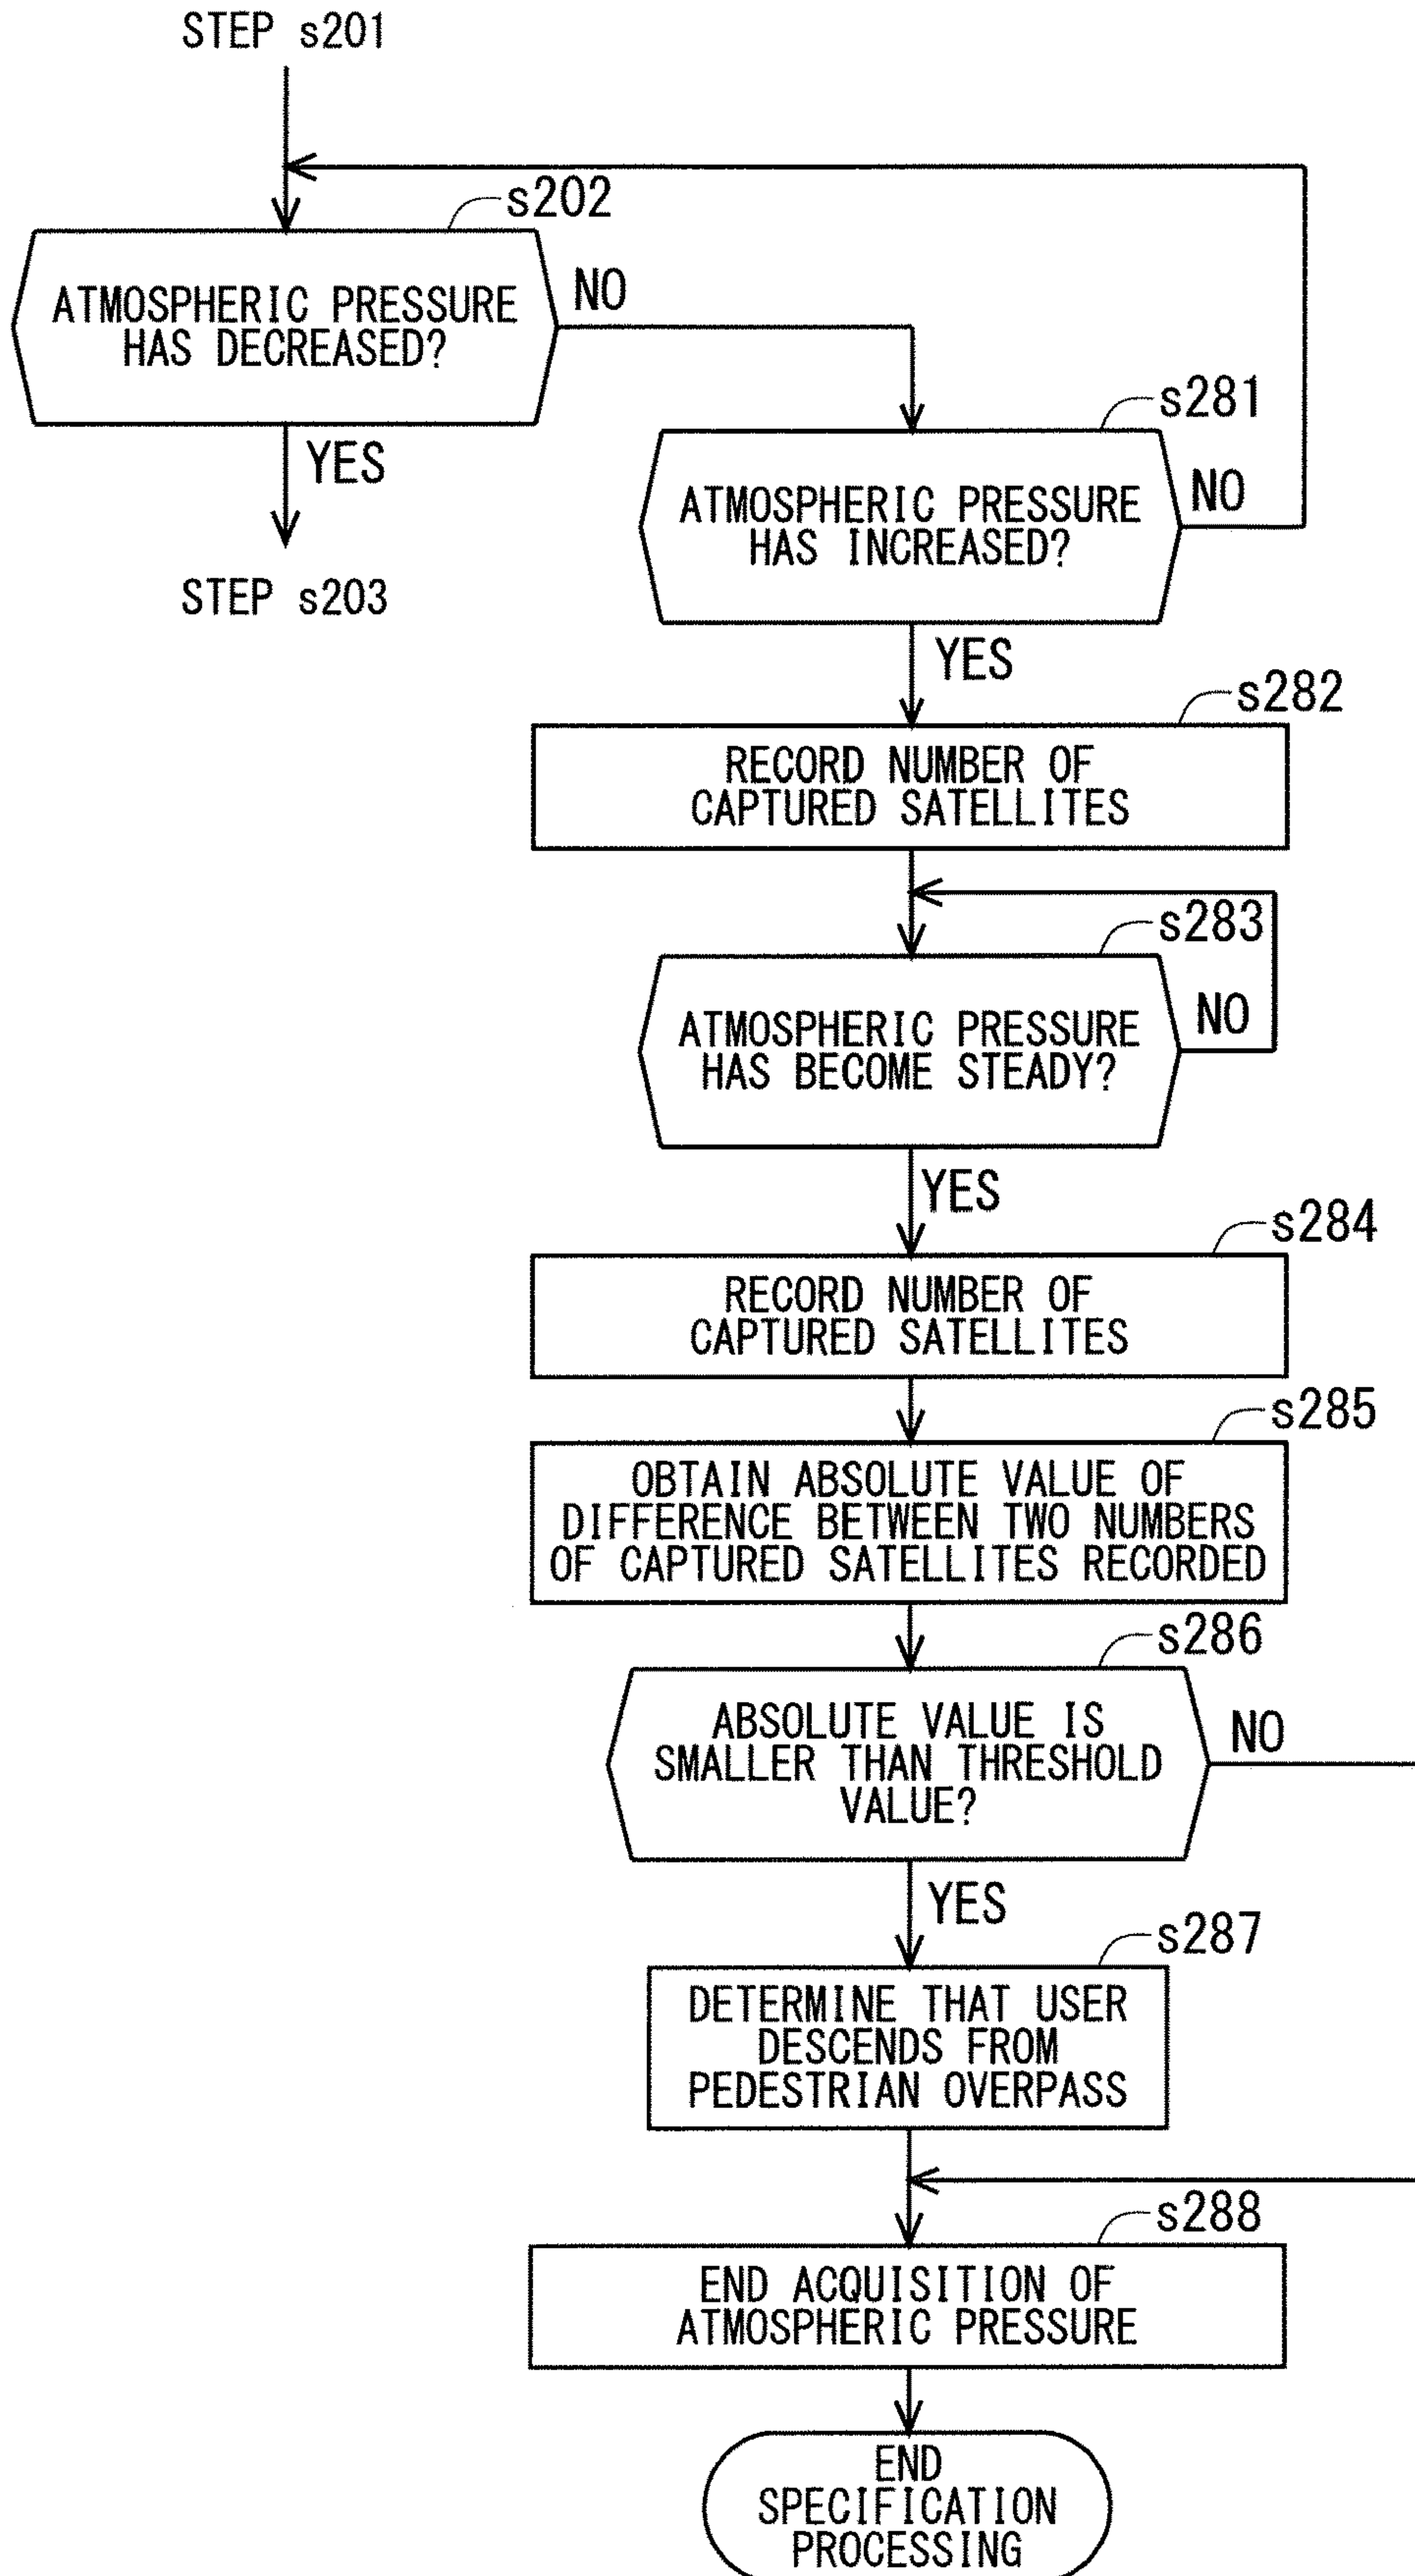 STEP s201
s202
ATMOSPHERIC PRESSURE
HAS DECREASED?
NO
YES
STEP s203
s281
ATMOSPHERIC PRESSURE
HAS INCREASED?
NO
YES
s282
RECORD NUMBER OF
CAPTURED SATELLITES
s283
ATMOSPHERIC PRESSURE
HAS BECOME STEADY?
NO
YES
s284
RECORD NUMBER OF
CAPTURED SATELLITES
s285
OBTAIN ABSOLUTE VALUE OF
DIFFERENCE BETWEEN TWO NUMBERS
OF CAPTURED SATELLITES RECORDED
s286
ABSOLUTE VALUE IS
SMALLER THAN THRESHOLD
VALUE?
NO
YES
s287
DETERMINE THAT USER
DESCENDS FROM
PEDESTRIAN OVERPASS
s288
END ACQUISITION OF
ATMOSPHERIC PRESSURE
END
SPECIFICATION
PROCESSING